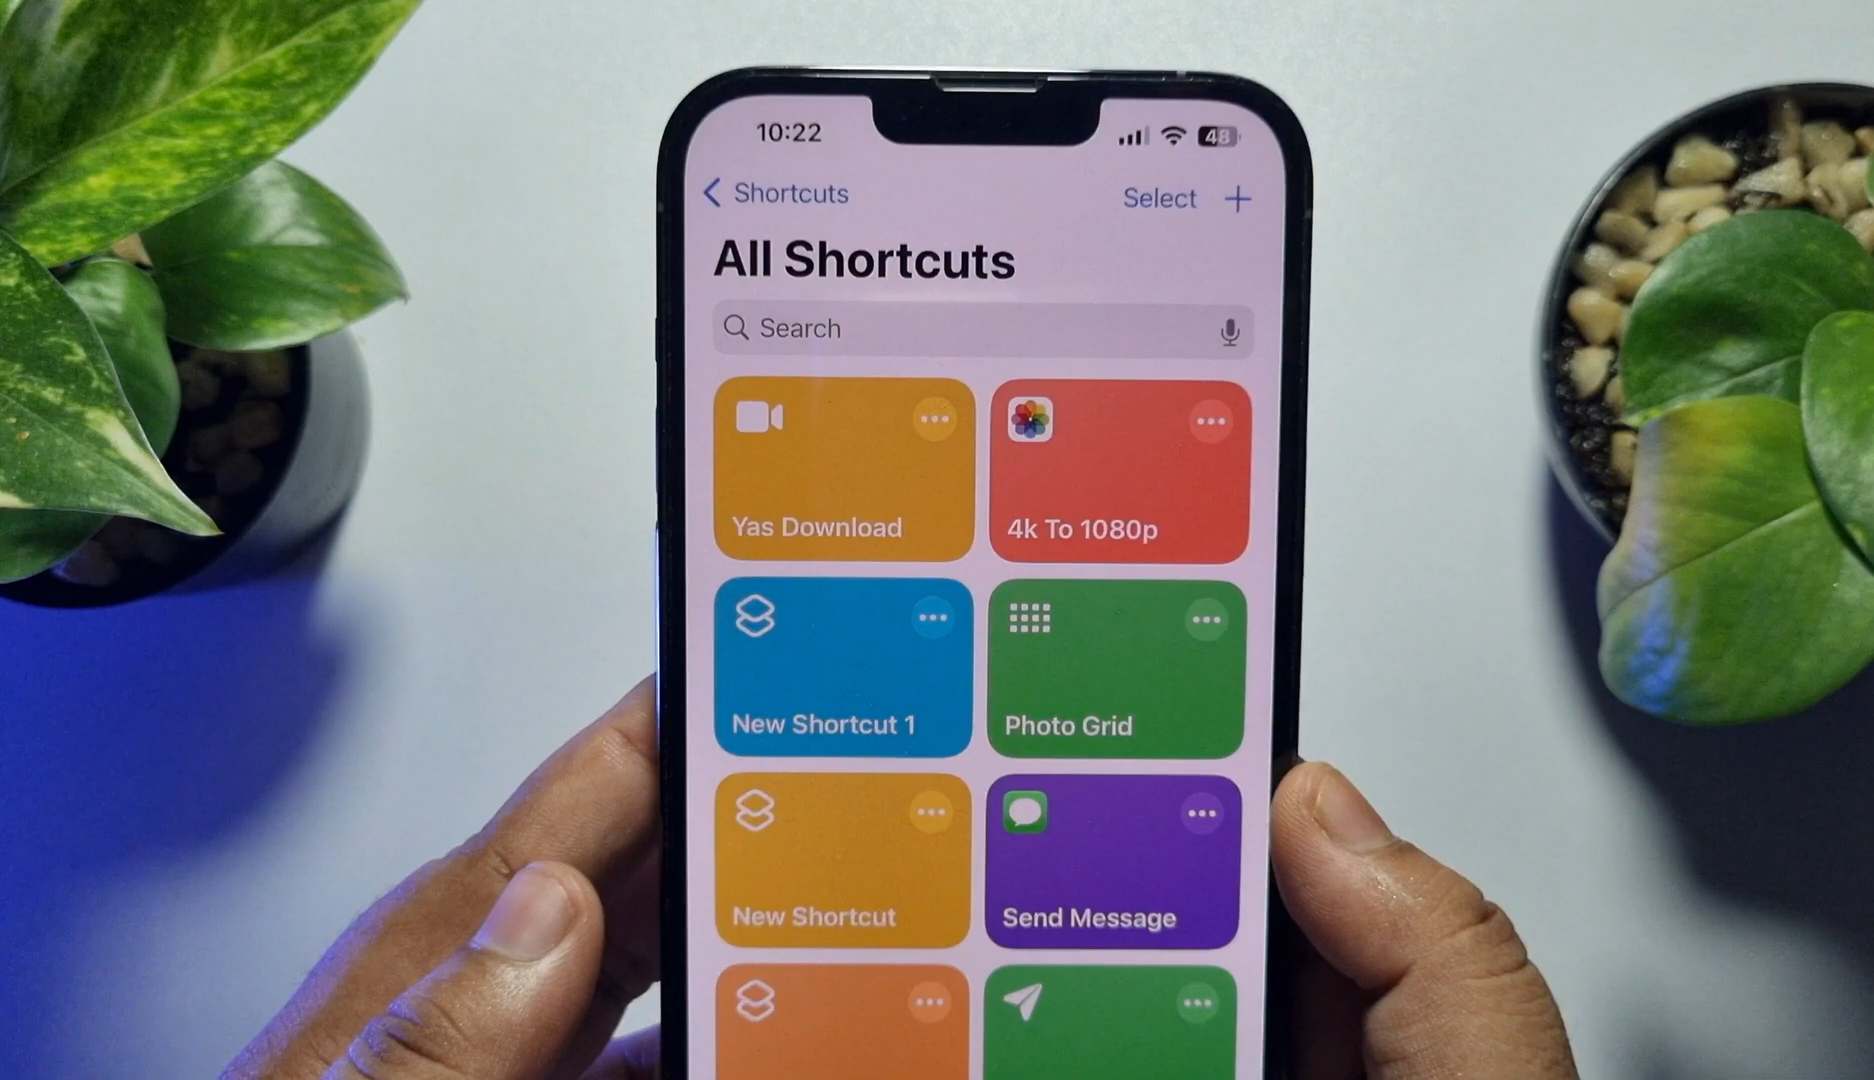 10:22
48
Shortcuts
Select
All Shortcuts
Search
Yas Download
4k To 1080p
New Shortcut 1
Photo Grid
New Shortcut
Send Message